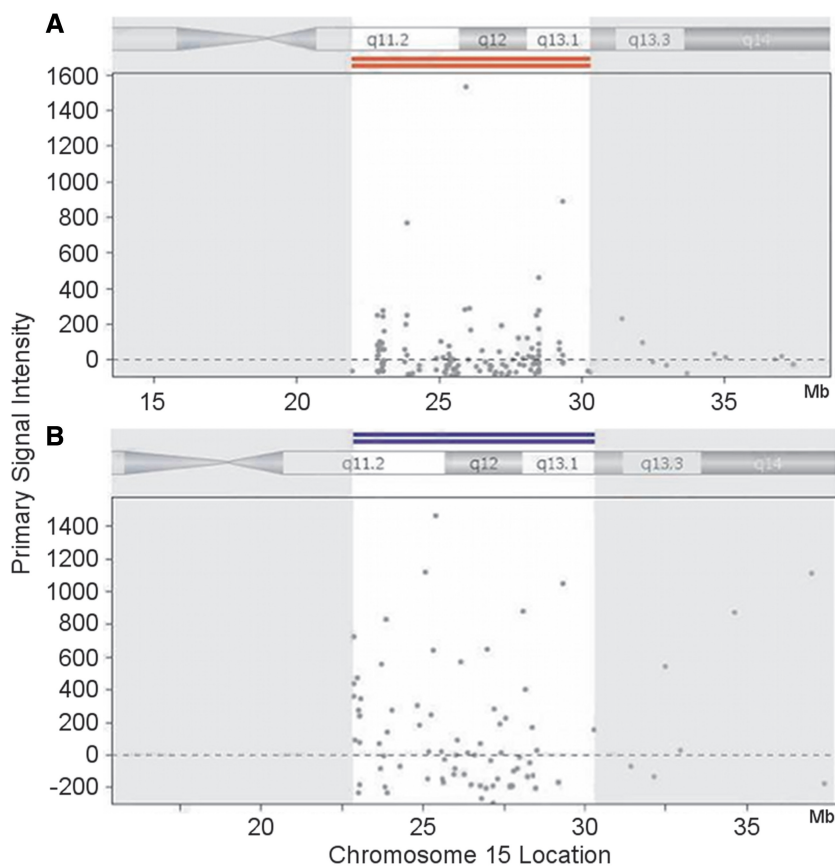 A
q11.2 q12 q13.1 q13.3 q14
1600
1400
1200
1000
800
600
400
200
0
15 20 25 30 35 Mb
Primary Signal Intensity
B
q11.2 q12 q13.1 q13.3 q14
1400
1200
1000
800
600
400
200
0
-200
20 25 30 35 Mb
Chromosome 15 Location